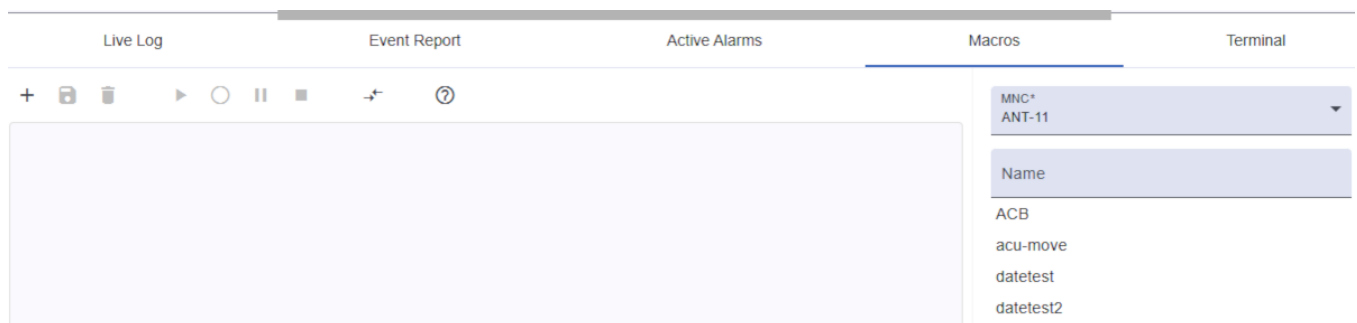 Live Log Event Report Active Alarms Macros Terminal
MNC*
ANT-11
Name
ACB
acu-move
datetest
datetest2